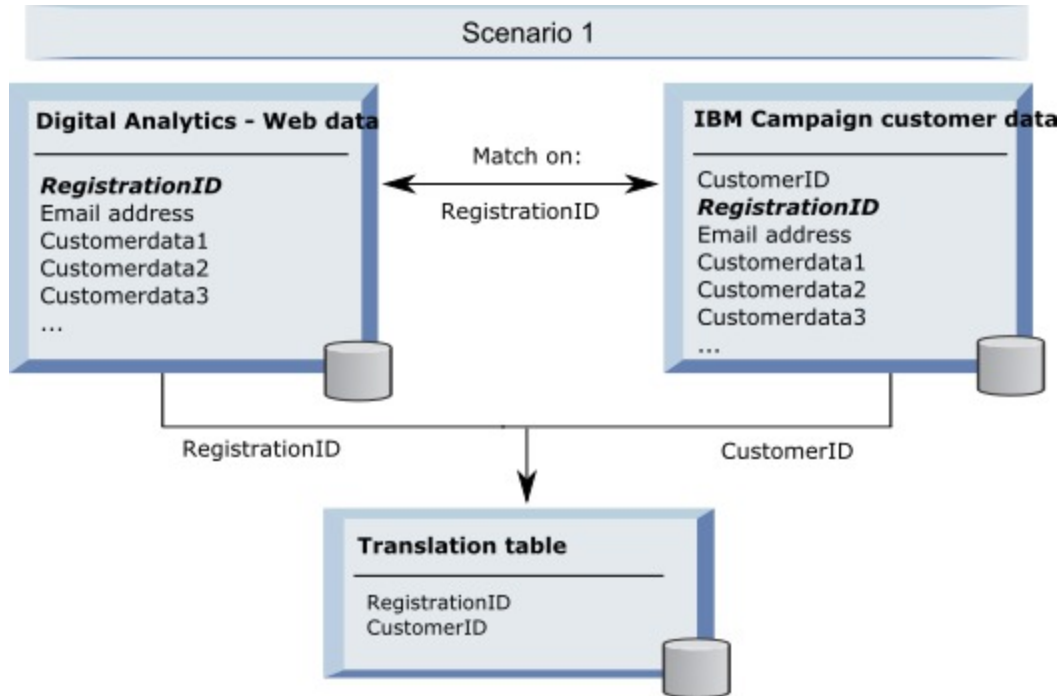 Scenario 1
Digital Analytics - Web data
RegistrationID
Email address
Customerdata1
Customerdata2
Customerdata3
...
Match on:
RegistrationID
IBM Campaign customer data
CustomerID
RegistrationID
Email address
Customerdata1
Customerdata2
Customerdata3
...
RegistrationID
CustomerID
Translation table
RegistrationID
CustomerID